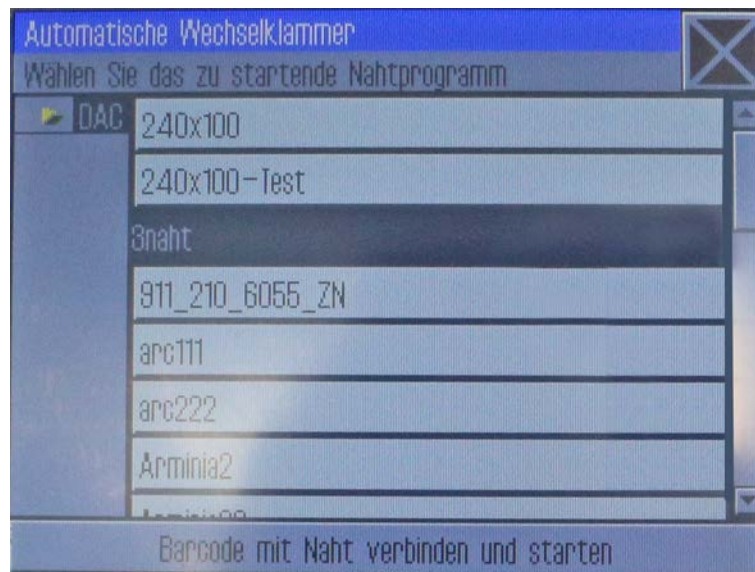 Automatische Wechselklammer
Wählen Sie das zu startende Nahtprogramm
DAC
240x100
240x100-Test
3naht
911_210_6055_ZN
arc111
arc222
Arminia2
Barcode mit Naht verbinden und starten